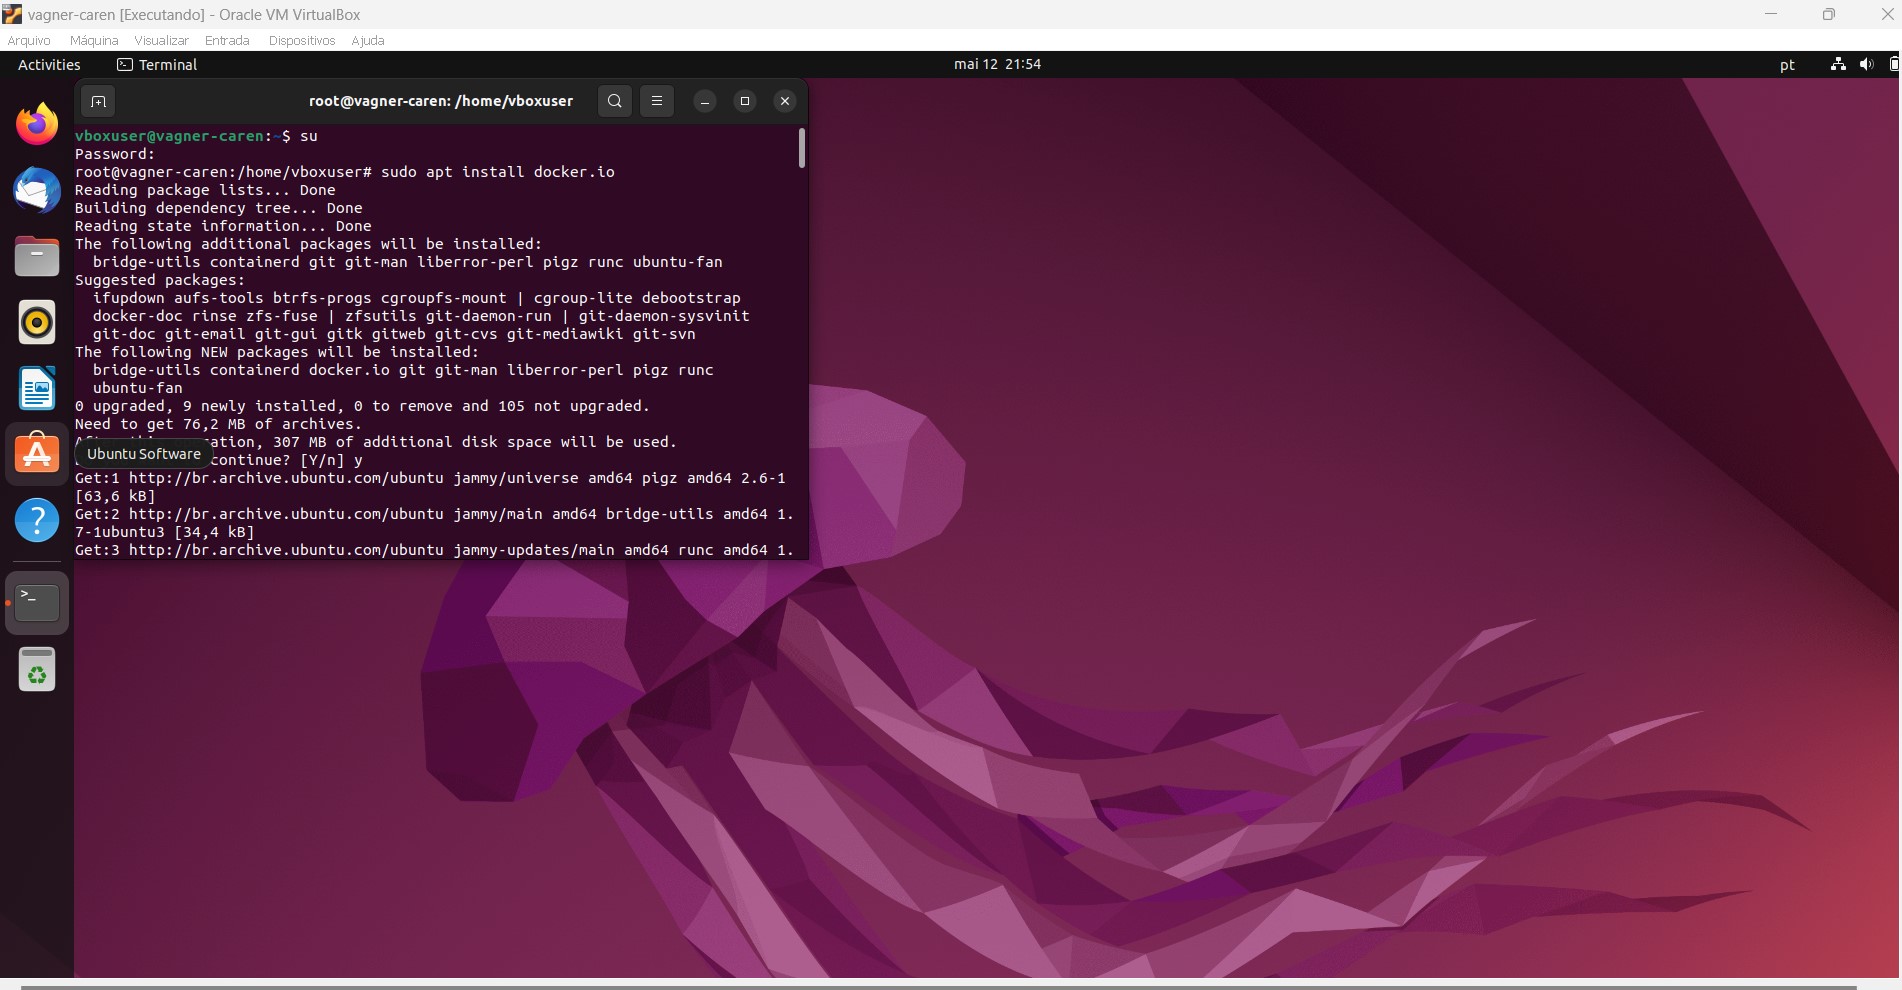 vagner-caren [Executando] - Oracle VM VirtualBox
Arquivo Máquina Visualizar Entrada Dispositivos Ajuda
Activities Terminal mai 12 21:54 pt
root@vagner-caren: /home/vboxuser
vboxuser@vagner-caren:~$ su
Password:
root@vagner-caren:/home/vboxuser# sudo apt install docker.io
Reading package lists... Done
Building dependency tree... Done
Reading state information... Done
The following additional packages will be installed:
bridge-utils containerd git git-man liberror-perl pigz runc ubuntu-fan
Suggested packages:
ifupdown aufs-tools btrfs-progs cgroupfs-mount | cgroup-lite debootstrap
docker-doc rinse zfs-fuse | zfsutils git-daemon-run | git-daemon-sysvinit
git-doc git-email git-gui gitk gitweb git-cvs git-mediawiki git-svn
The following NEW packages will be installed:
bridge-utils containerd docker.io git git-man liberror-perl pigz runc
ubuntu-fan
0 upgraded, 9 newly installed, 0 to remove and 105 not upgraded.
Need to get 76,2 MB of archives.
307 MB of additional disk space will be used.
Ubuntu Software
continue? [Y/n] y
Get:1 http://br.archive.ubuntu.com/ubuntu jammy/universe amd64 pigz amd64 2.6-1
[63,6 kB]
Get:2 http://br.archive.ubuntu.com/ubuntu jammy/main amd64 bridge-utils amd64 1.
7-1ubuntu3 [34,4 kB]
Get:3 http://br.archive.ubuntu.com/ubuntu jammy-updates/main amd64 runc amd64 1.